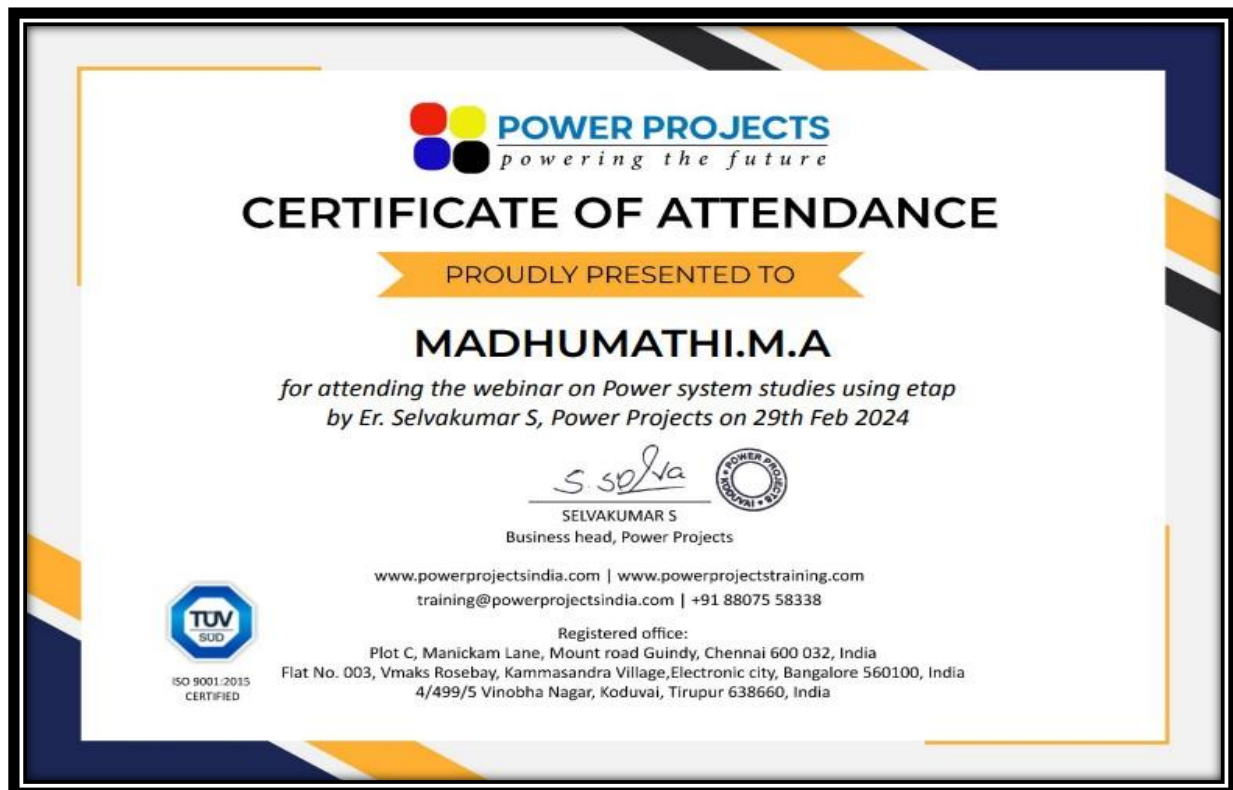 POWER PROJECTS
powering the future
CERTIFICATE OF ATTENDANCE
PROUDLY PRESENTED TO
MADHUMATHI.M.A
for attending the webinar on Power system studies using etap
by Er. Selvakumar S, Power Projects on 29th Feb 2024
S. Selva
POWER PROJECTS * KODUVAI *
SELVAKUMAR S
Business head, Power Projects
www.powerprojectsindia.com | www.powerprojectstraining.com
training@powerprojectsindia.com | +91 88075 58338
TUV
SUD
ISO 9001:2015
CERTIFIED
Registered office:
Plot C, Manickam Lane, Mount road Guindy, Chennai 600 032, India
Flat No. 003, Vmaks Rosebay, Kammasandra Village,Electronic city, Bangalore 560100, India
4/499/5 Vinobha Nagar, Koduvai, Tirupur 638660, India